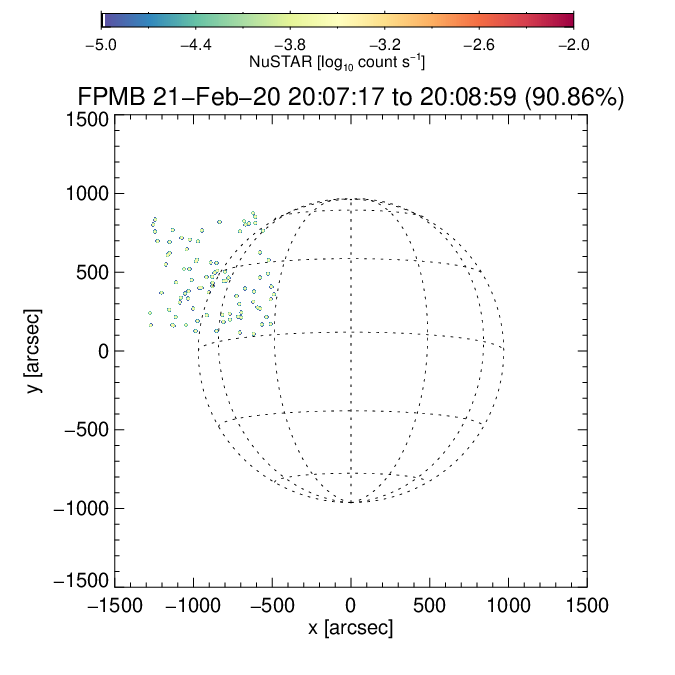 −5.0 −4.4 −3.8 −3.2 −2.6 −2.0
NuSTAR [log₁₀ count s⁻¹]
FPMB 21−Feb−20 20:07:17 to 20:08:59 (90.86%)
1500
1000
500
0
−500
−1000
−1500
y [arcsec]
−1500 −1000 −500 0 500 1000 1500
x [arcsec]